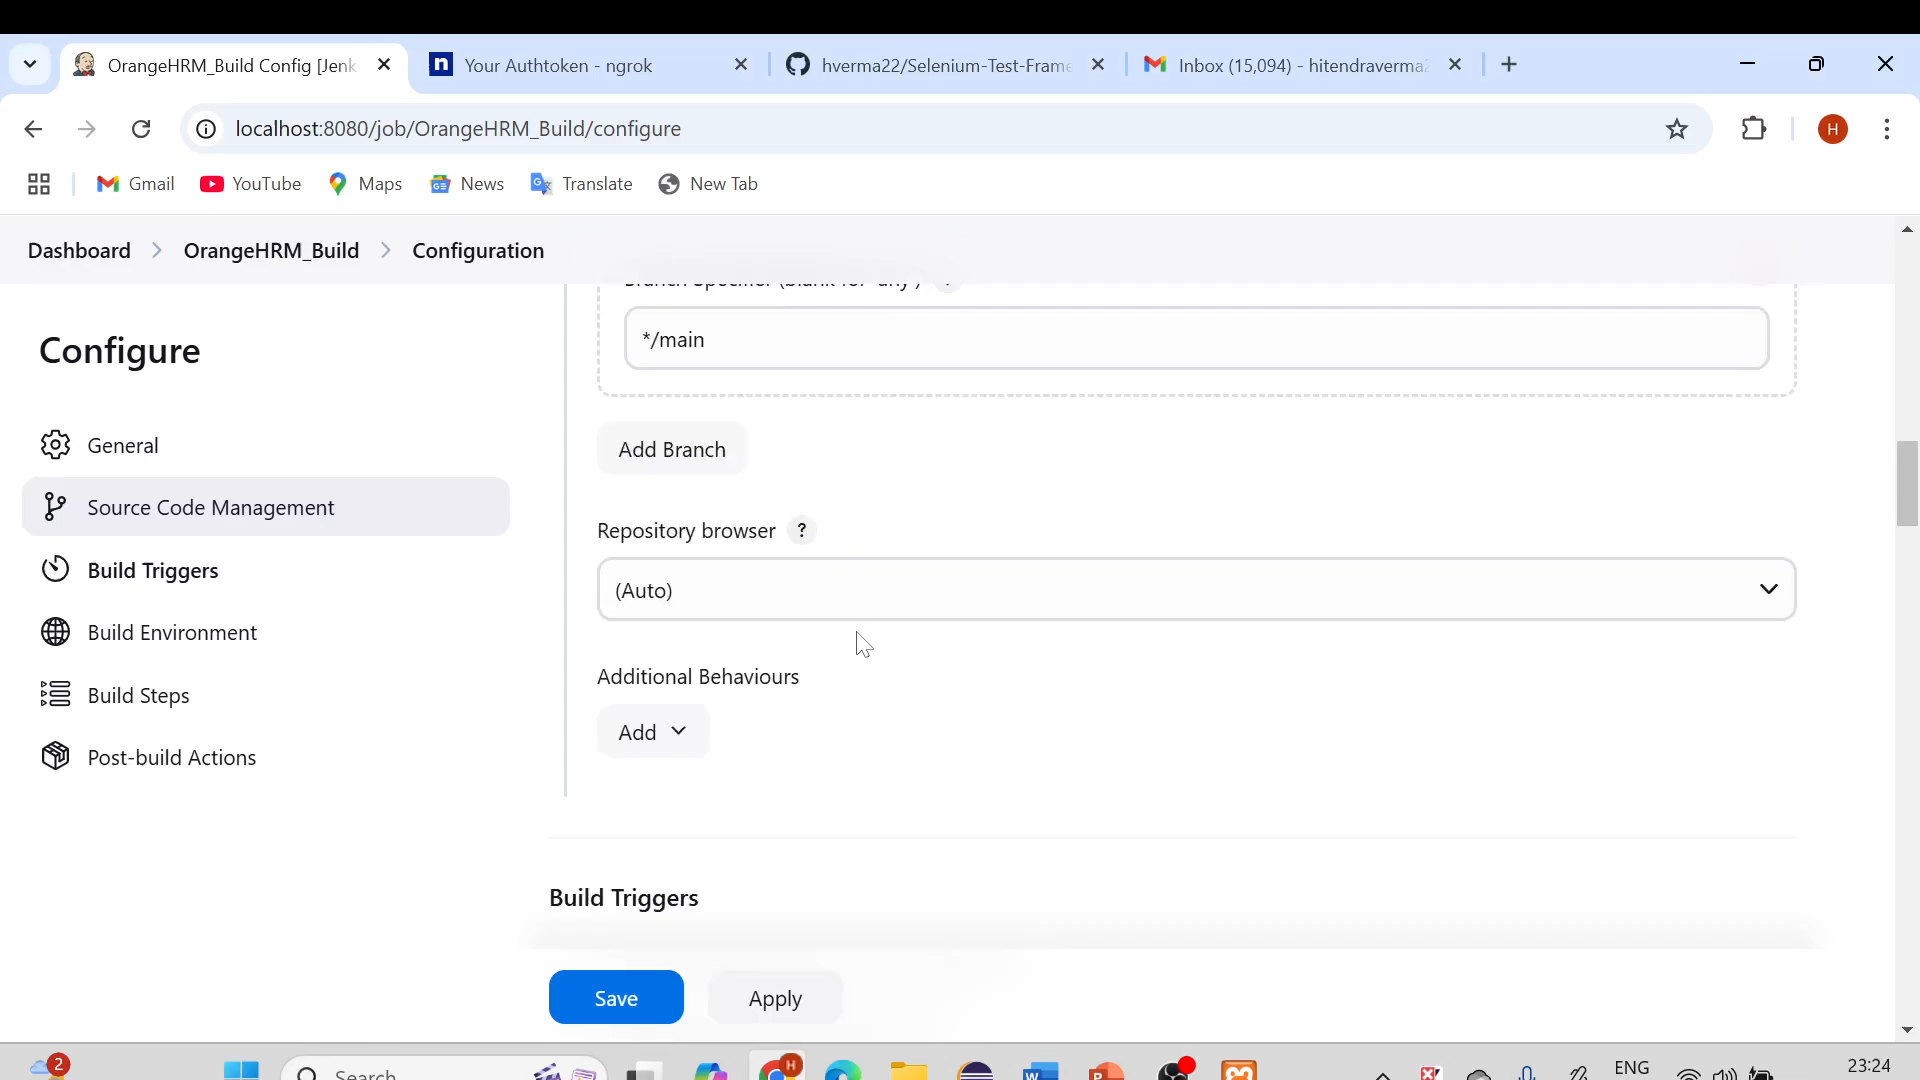 OrangeHRM_Build Config [Jenk
Your Authtoken - ngrok
hverma22/Selenium-Test-Frame
Inbox (15,094) - hitendraverma2
localhost:8080/job/OrangeHRM_Build/configure
H
Gmail
YouTube
Maps
News
Translate
New Tab
Dashboard
OrangeHRM_Build
Configuration
Configure
General
Source Code Management
Build Triggers
Build Environment
Build Steps
Post-build Actions
*/main
Add Branch
Repository browser ?
(Auto)
Additional Behaviours
Add
Build Triggers
Save
Apply
2
Search
H
ENG
23:24